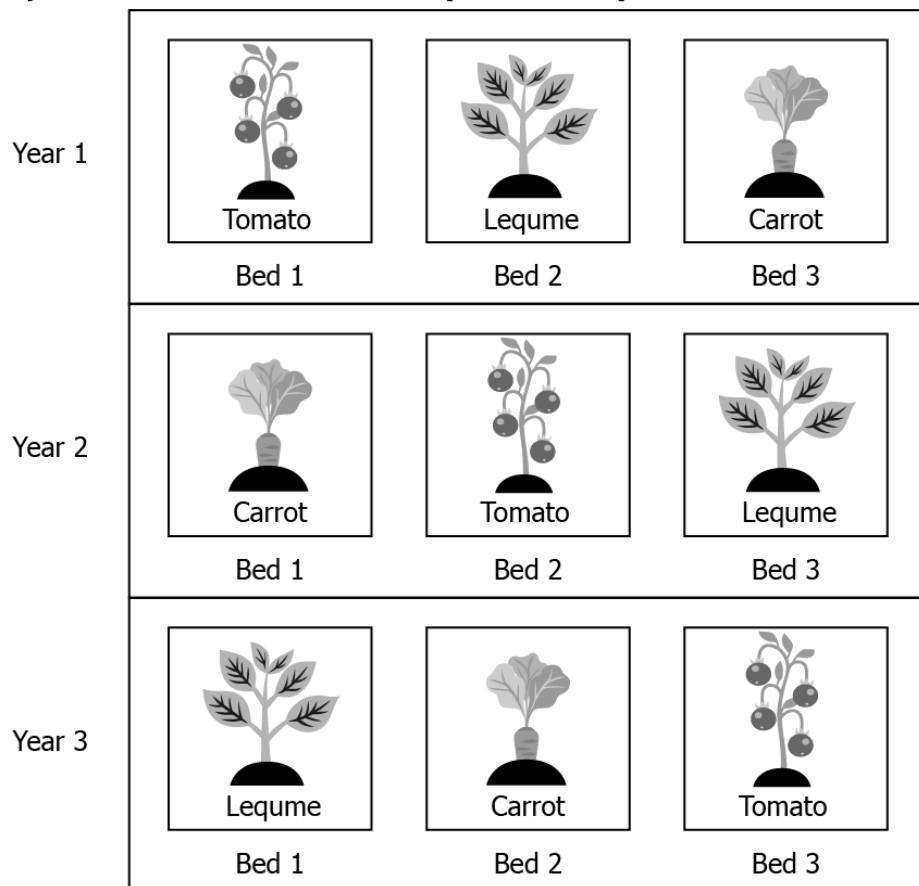 Year 1
Tomato
Lequme
Carrot
Bed 1
Bed 2
Bed 3
Year 2
Carrot
Tomato
Lequme
Bed 1
Bed 2
Bed 3
Year 3
Lequme
Carrot
Tomato
Bed 1
Bed 2
Bed 3